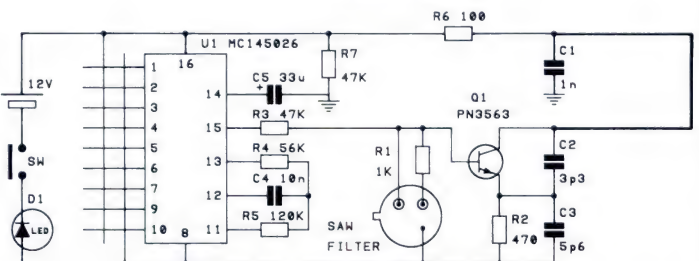 R6 100
U1 MC145026
16
R7
47K
C1
1n
12V
1
2
3
4
5
6
7
9
10
14
15
13
12
11
8
C5 33u
+
R3 47K
R4 56K
C4 10n
R5 120K
Q1
PN3563
R1
1K
C2
3p3
SW
D1
LED
SAW
FILTER
R2
470
C3
5p6